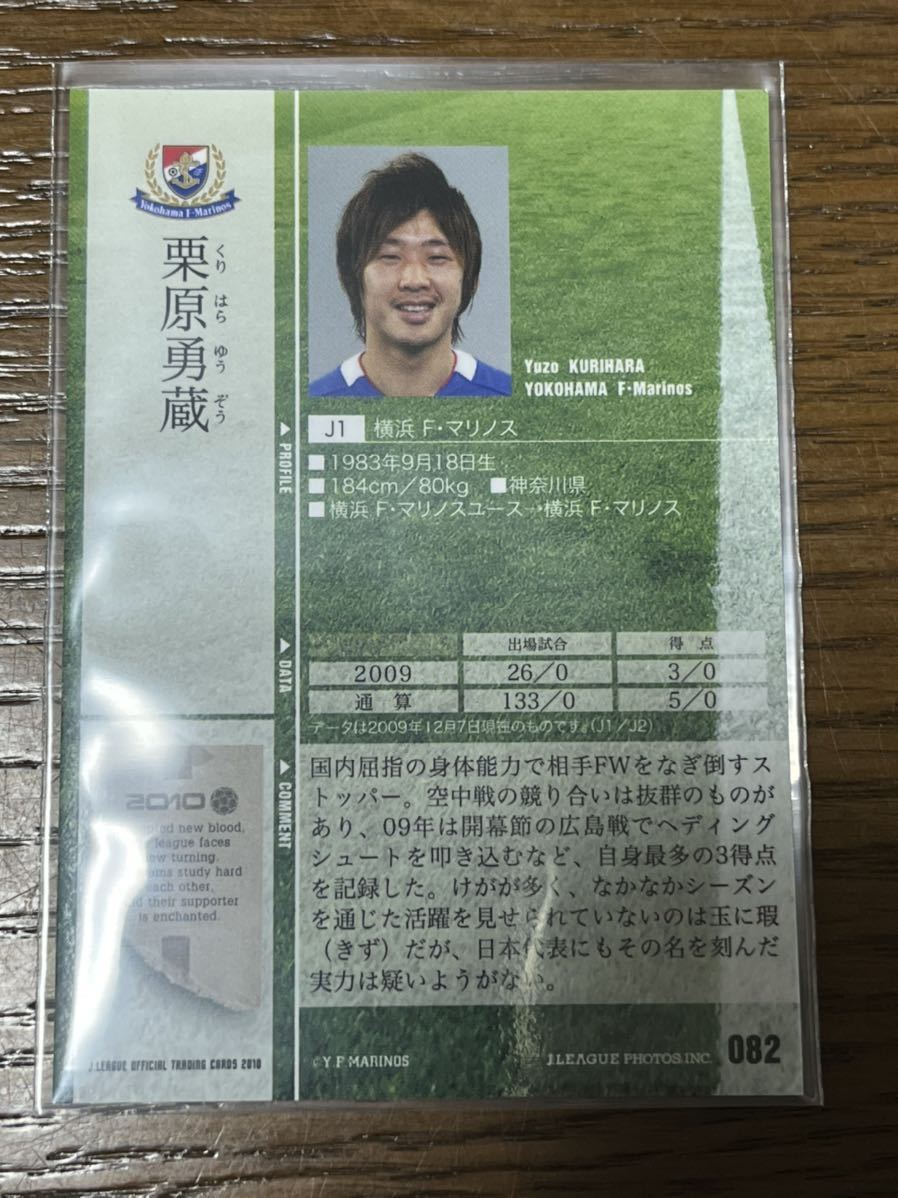 Yokohama F・Marinos
栗原勇蔵
くり はら ゆう ぞう
Yuzo KURIHARA
YOKOHAMA F・Marinos
PROFILE
J1 横浜 F・マリノス
■1983年9月18日生
■184cm/80kg ■神奈川県
■横浜 F・マリノスユース→横浜 F・マリノス
DATA
出場試合 得 点
2009 26/0 3/0
通 算 133/0 5/0
データは2009年12月7日現在のものです。(J1/J2)
COMMENT
国内屈指の身体能力で相手FWをなぎ倒すス
トッパー。空中戦の競り合いは抜群のものが
あり、09年は開幕節の広島戦でヘディング
シュートを叩き込むなど、自身最多の3得点
を記録した。けがが多く、なかなかシーズン
を通じた活躍を見せられていないのは玉に瑕
(きず)だが、日本代表にもその名を刻んだ
実力は疑いようがない。
2010
new blood,
league faces
new turning.
study hard
each other,
and their supporter
is enchanted.
J.LEAGUE OFFICIAL TRADING CARDS 2010
©Y.F.MARINOS
J.LEAGUE PHOTOS INC.
082